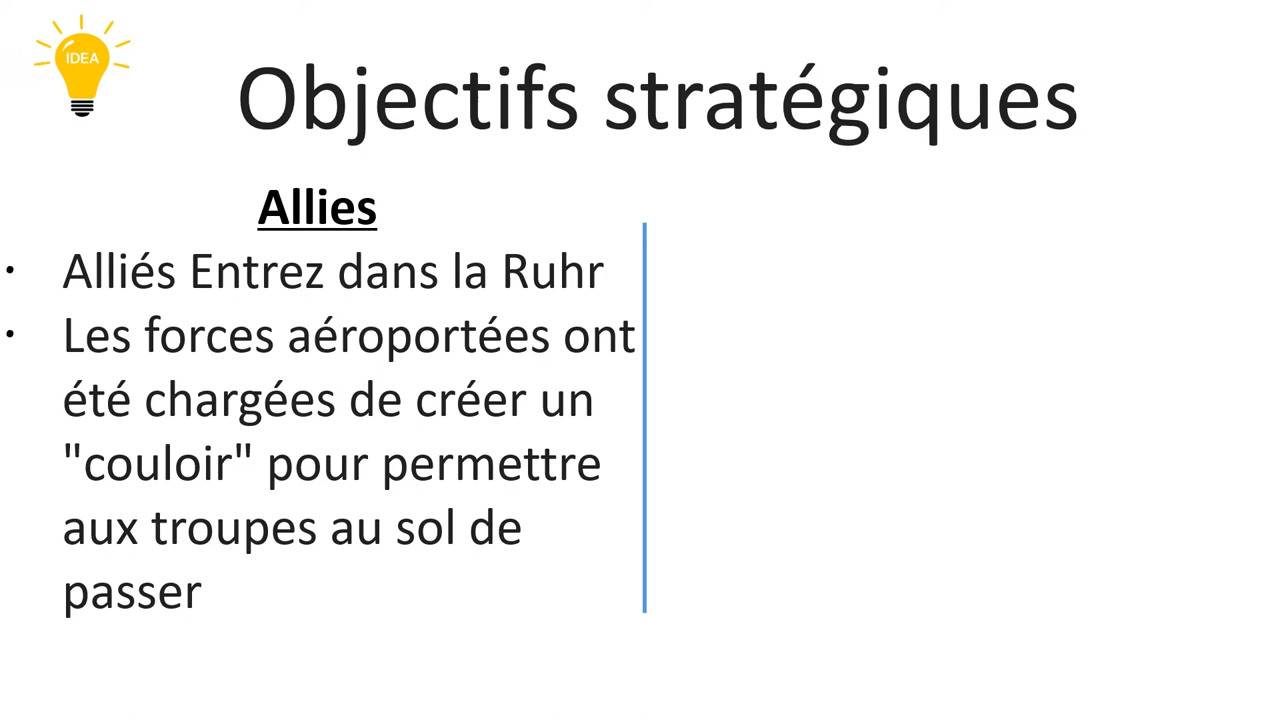 IDEA
Objectifs stratégiques
Allies
· Alliés Entrez dans la Ruhr
· Les forces aéroportées ont
été chargées de créer un
"couloir" pour permettre
aux troupes au sol de
passer